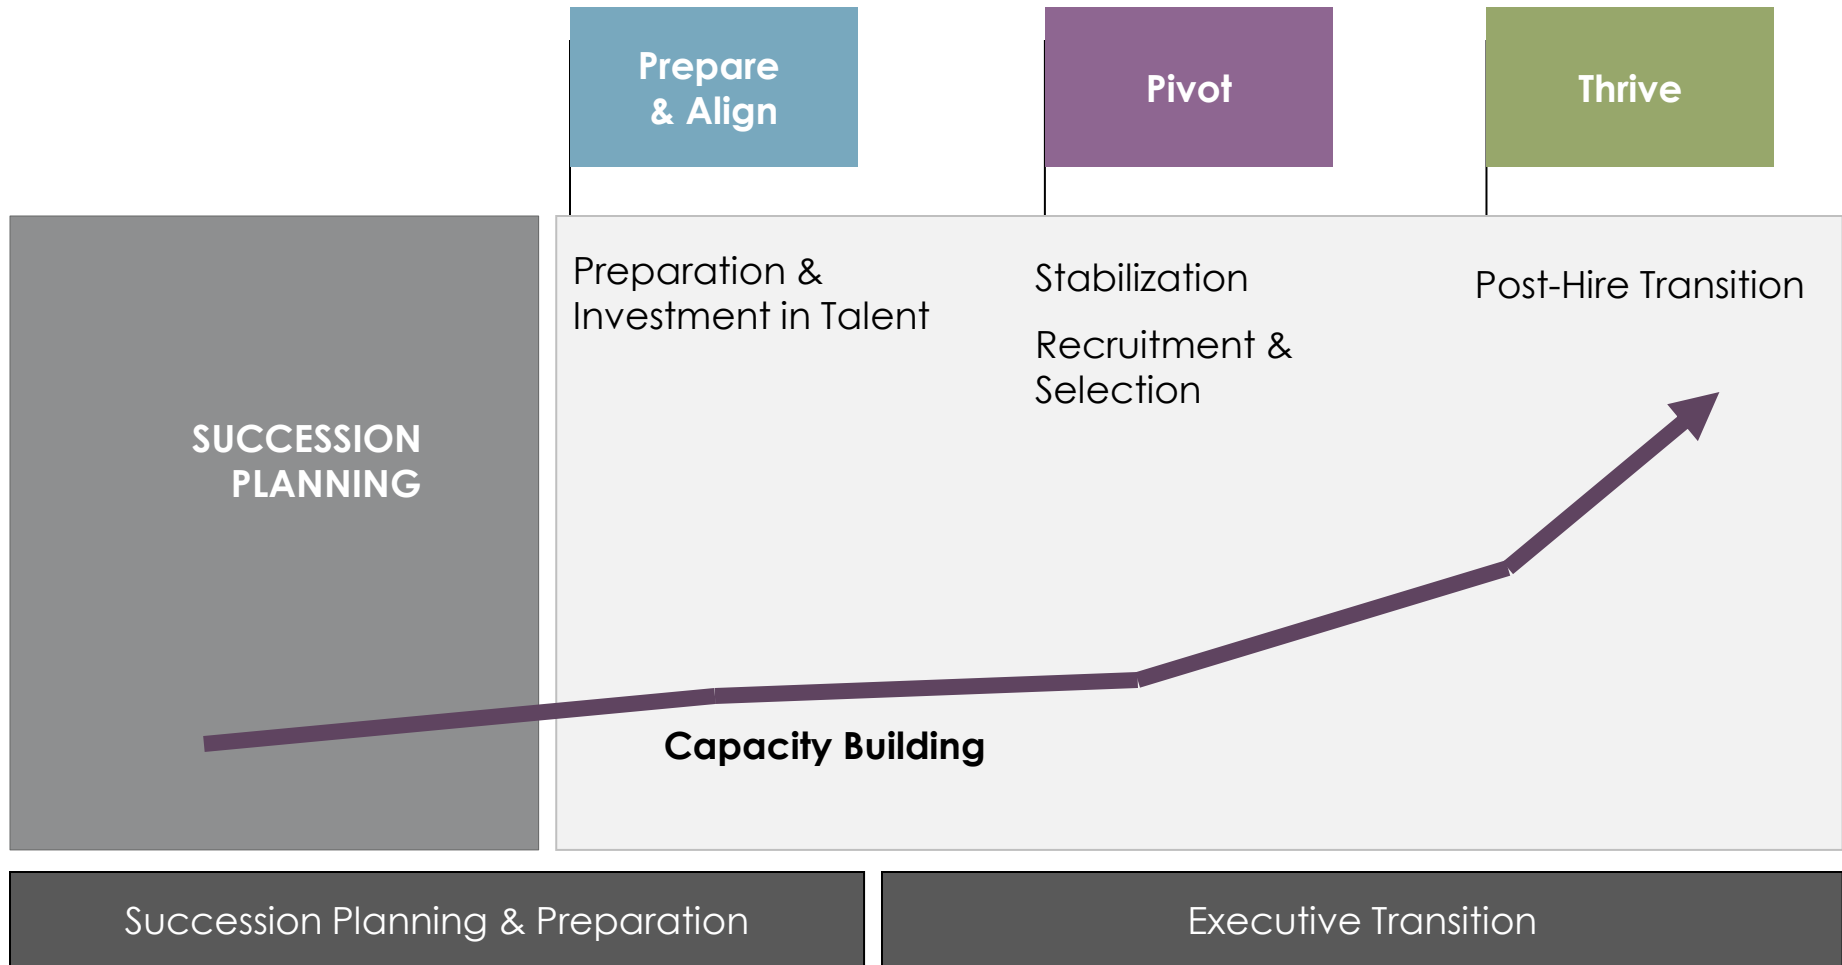 Prepare
& Align
Pivot
Thrive
SUCCESSION
PLANNING
Preparation &
Investment in Talent
Stabilization
Recruitment &
Selection
Post-Hire Transition
Capacity Building
Succession Planning & Preparation
Executive Transition